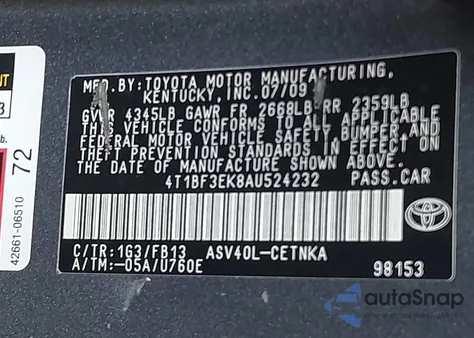 MFD.BY: TOYOTA MOTOR MANUFACTURING,
KENTUCKY, INC. 07/09
GVWR 4345LB GAWR FR 2668LB RR 2359LB
THIS VEHICLE CONFORMS TO ALL APPLICABLE
FEDERAL MOTOR VEHICLE SAFETY, BUMPER, AND
THEFT PREVENTION STANDARDS IN EFFECT ON
THE DATE OF MANUFACTURE SHOWN ABOVE.
4T1BF3EK8AU524232 PASS.CAR
TOYOTA
C/TR: 1G3/FB13 ASV40L-CETNKA
A/TM: -05A/U760E 98153
42661-06510
72
autoSnap